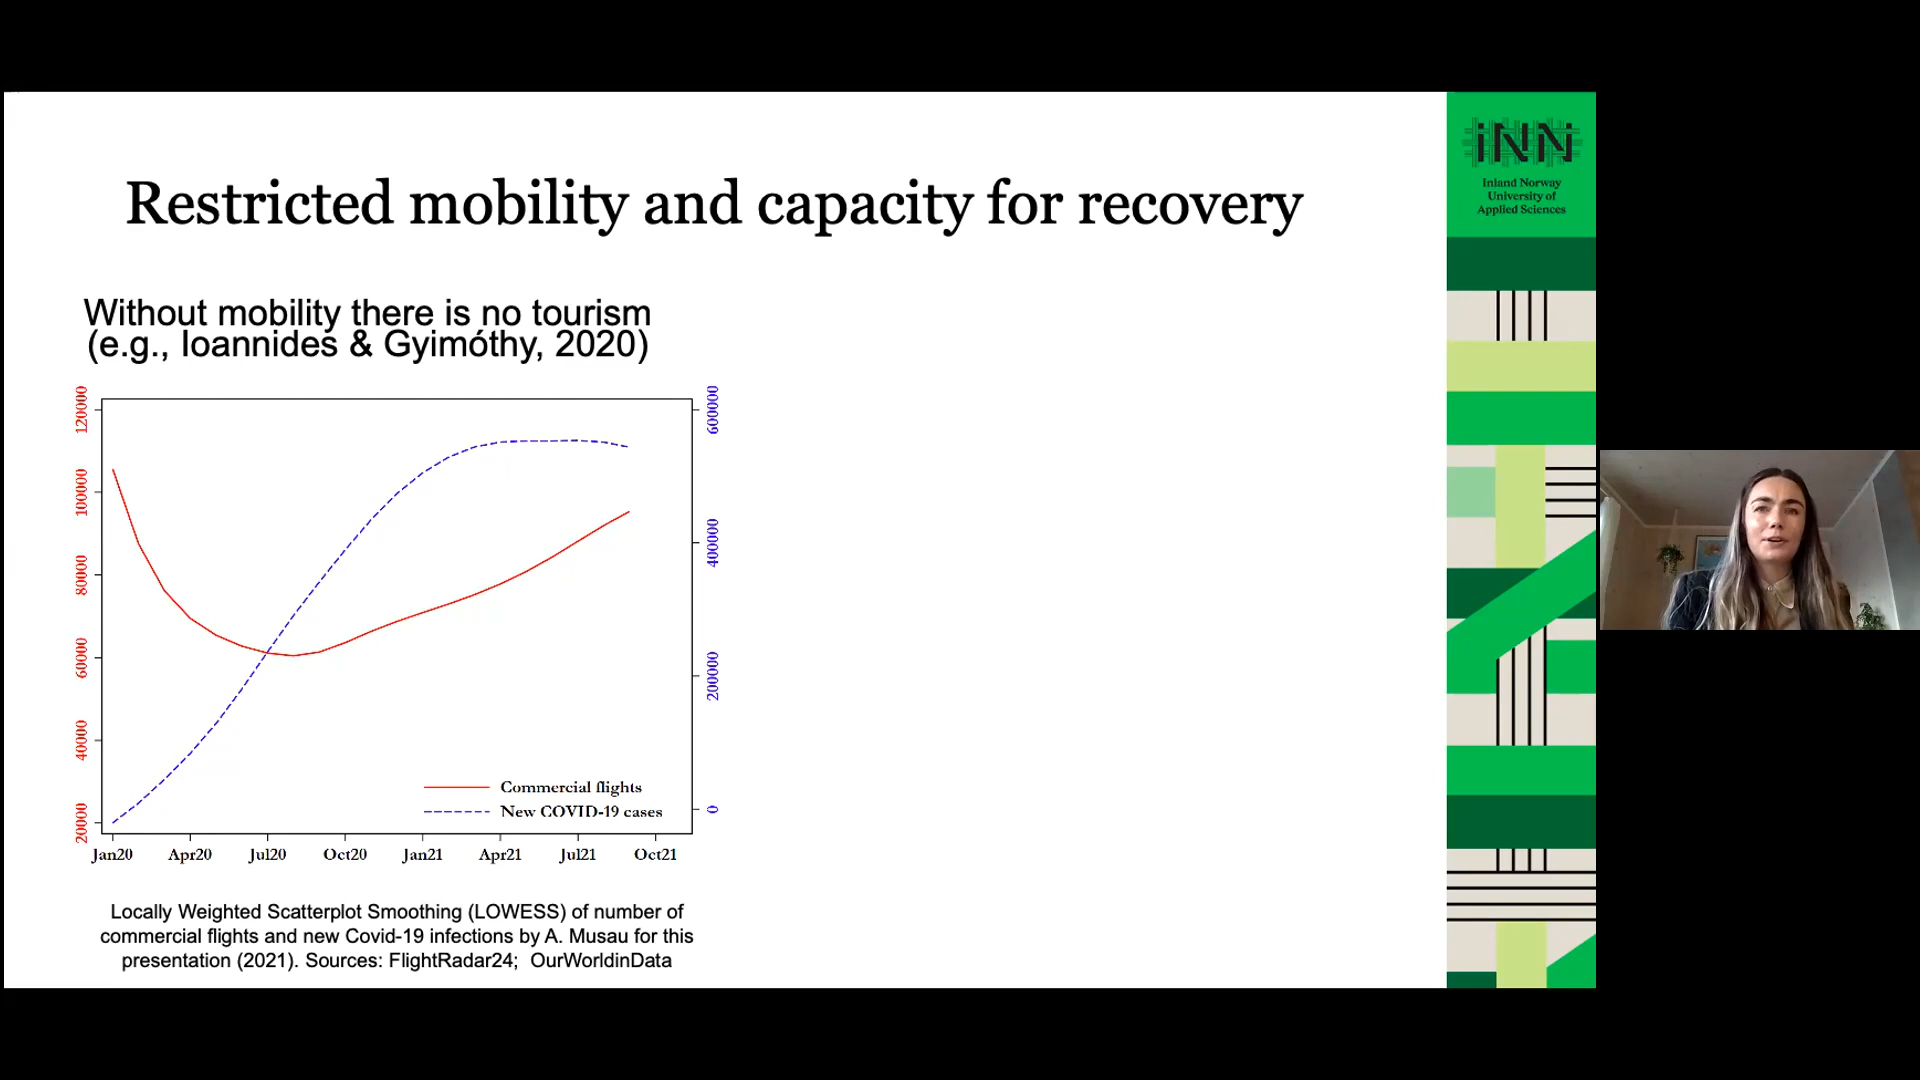 Restricted mobility and capacity for recovery
Without mobility there is no tourism
(e.g., Ioannides & Gyimóthy, 2020)
120000
100000
80000
60000
40000
20000
600000
400000
200000
0
Commercial flights
New COVID-19 cases
Jan20 Apr20 Jul20 Oct20 Jan21 Apr21 Jul21 Oct21
Locally Weighted Scatterplot Smoothing (LOWESS) of number of
commercial flights and new Covid-19 infections by A. Musau for this
presentation (2021). Sources: FlightRadar24; OurWorldinData
INN
Inland Norway
University of
Applied Sciences